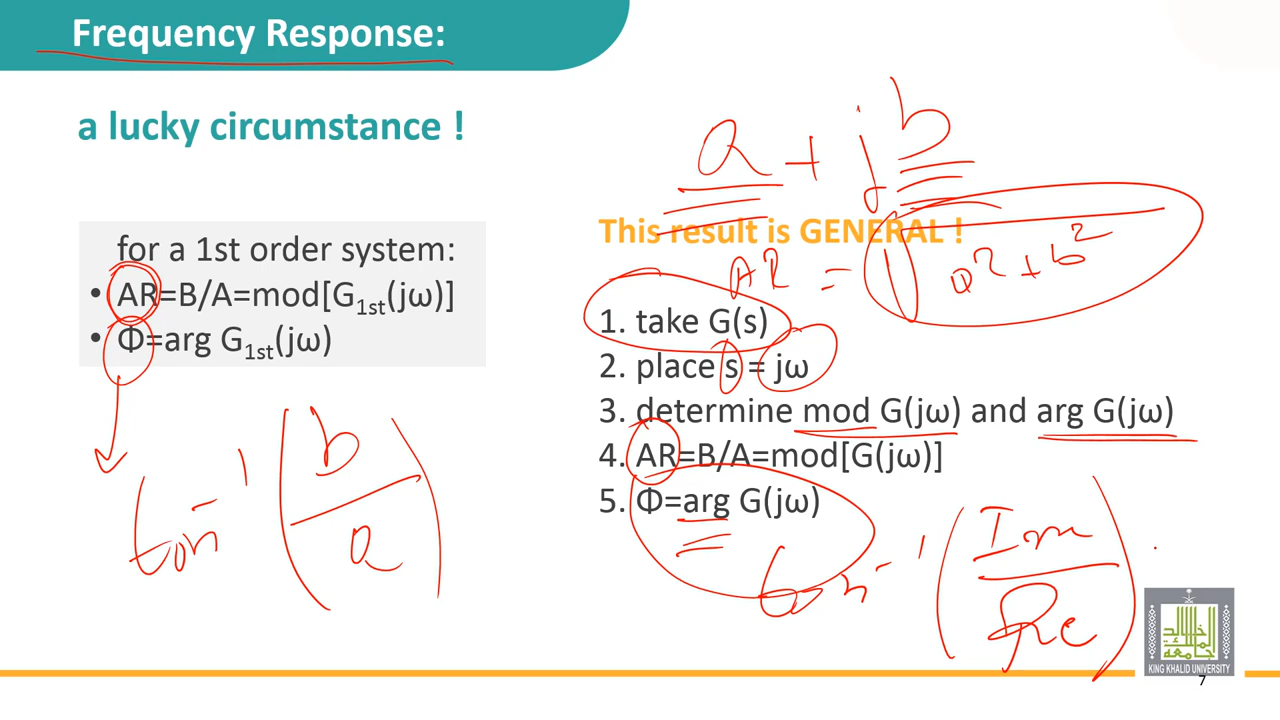 Frequency Response:
a lucky circumstance !
a + jb
This result is GENERAL !
AR = √a² + b²
for a 1st order system:
• AR=B/A=mod[G1st(jω)]
• Φ=arg G1st(jω)
tan⁻¹ (b/a)
1. take G(s)
2. place s = jω
3. determine mod G(jω) and arg G(jω)
4. AR=B/A=mod[G(jω)]
5. Φ=arg G(jω)
tan⁻¹ (Im/Re)
KING KHALID UNIVERSITY
7